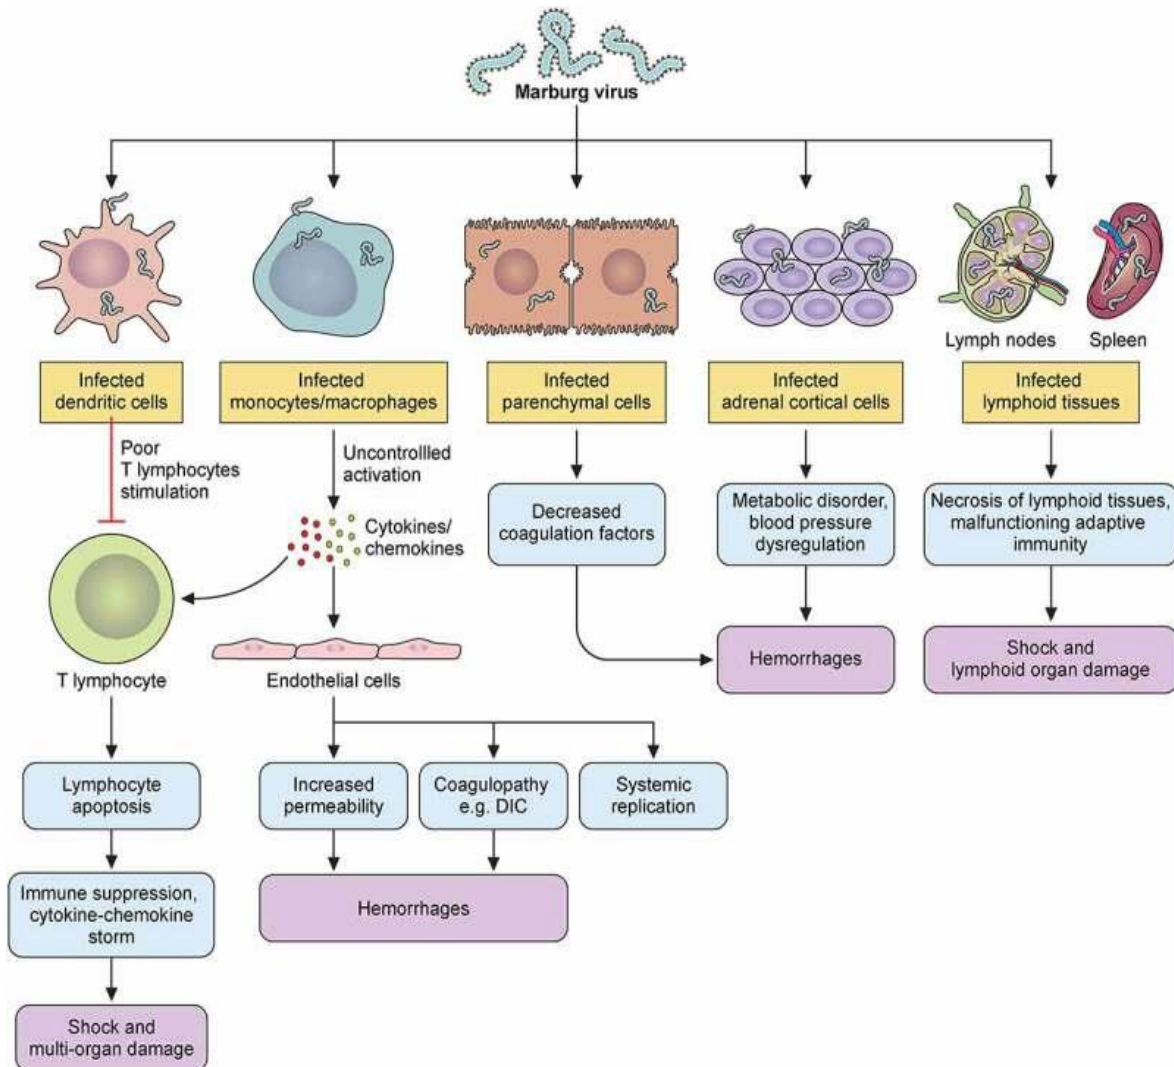 Marburg virus
Lymph nodes
Spleen
Infected
dendritic cells
Infected
monocytes/macrophages
Infected
parenchymal cells
Infected
adrenal cortical cells
Infected
lymphoid tissues
Poor
T lymphocytes
stimulation
Uncontrollled
activation
Cytokines/
chemokines
Decreased
coagulation factors
Metabolic disorder,
blood pressure
dysregulation
Necrosis of lymphoid tissues,
malfunctioning adaptive
immunity
T lymphocyte
Endothelial cells
Hemorrhages
Shock and
lymphoid organ damage
Lymphocyte
apoptosis
Increased
permeability
Coagulopathy
e.g. DIC
Systemic
replication
Immune suppression,
cytokine-chemokine
storm
Hemorrhages
Shock and
multi-organ damage